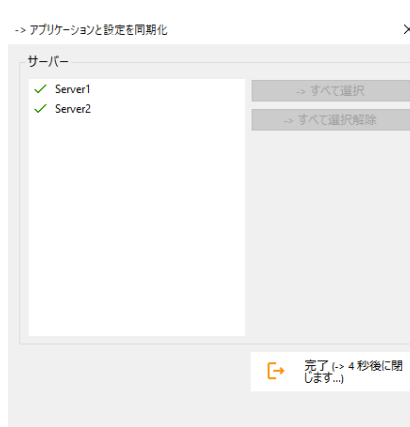 -> アプリケーションと設定を同期化
サーバー
Server1
Server2
-> すべて選択
-> すべて選択解除
完了 (-> 4 秒後に閉
じます...)